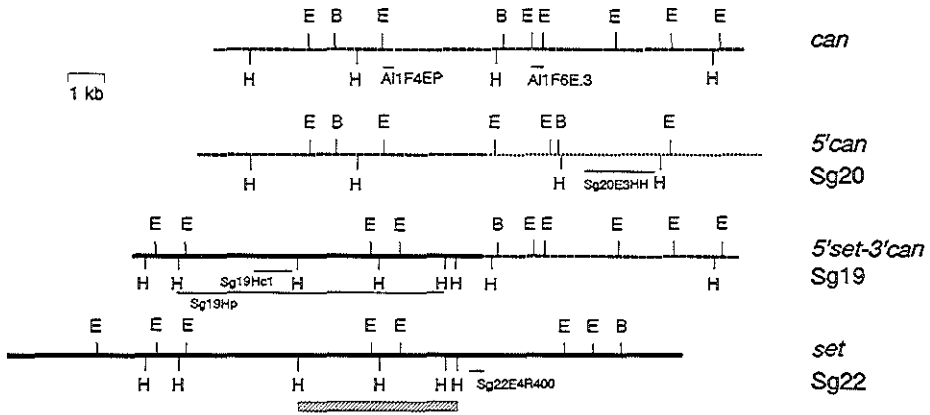 E B E B E E E E E can
H H Al1F4EP H Al1F6E.3 H
1 kb
E B E E E B E 5'can
H H H Sg20E3HH H Sg20
E E E E B E E E E E 5'set-3'can
H H Sg19Hc1 H H H H H H Sg19
Sg19Hp
E E E E E E E B set
H H H H H H Sg22E4R400 Sg22